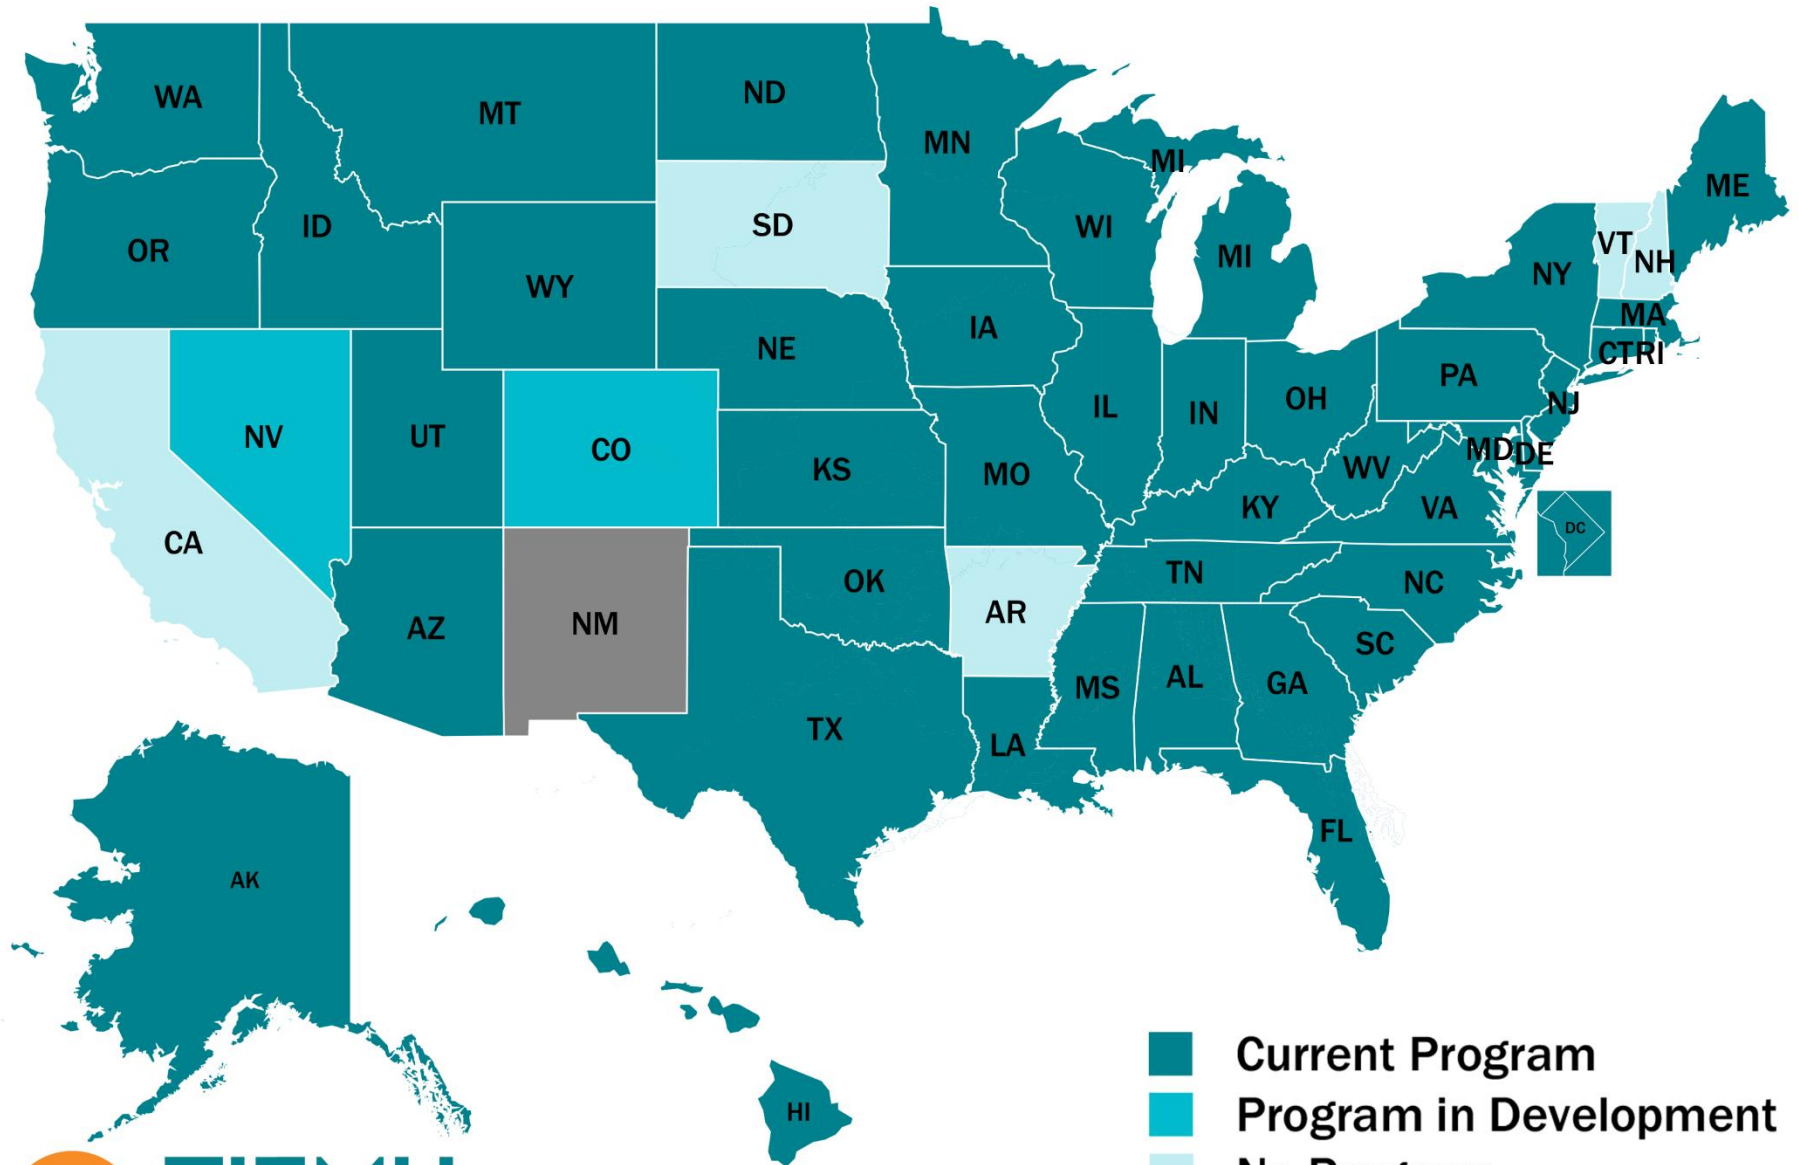 WA
MT
ND
MN
MI
ME
OR
ID
SD
WI
MI
VT
NH
NY
WY
MA
IA
NE
CT
RI
PA
NV
UT
CO
IL
IN
OH
NJ
KS
MO
WV
MD
DE
CA
KY
VA
DC
OK
TN
NC
AZ
NM
AR
SC
MS
AL
GA
TX
LA
FL
AK
HI
Current Program
Program in Development